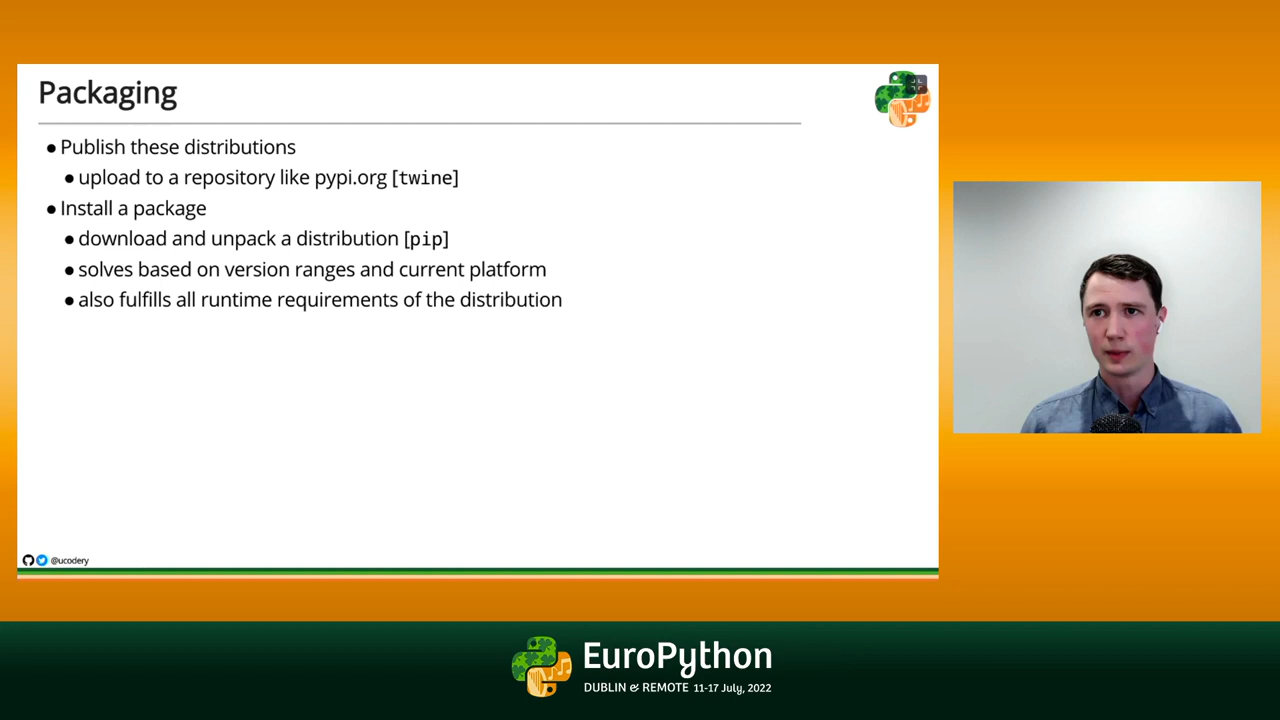 Packaging
● Publish these distributions
● upload to a repository like pypi.org [twine]
● Install a package
● download and unpack a distribution [pip]
● solves based on version ranges and current platform
● also fulfills all runtime requirements of the distribution
@ucodery
EuroPython
DUBLIN & REMOTE 11-17 July, 2022